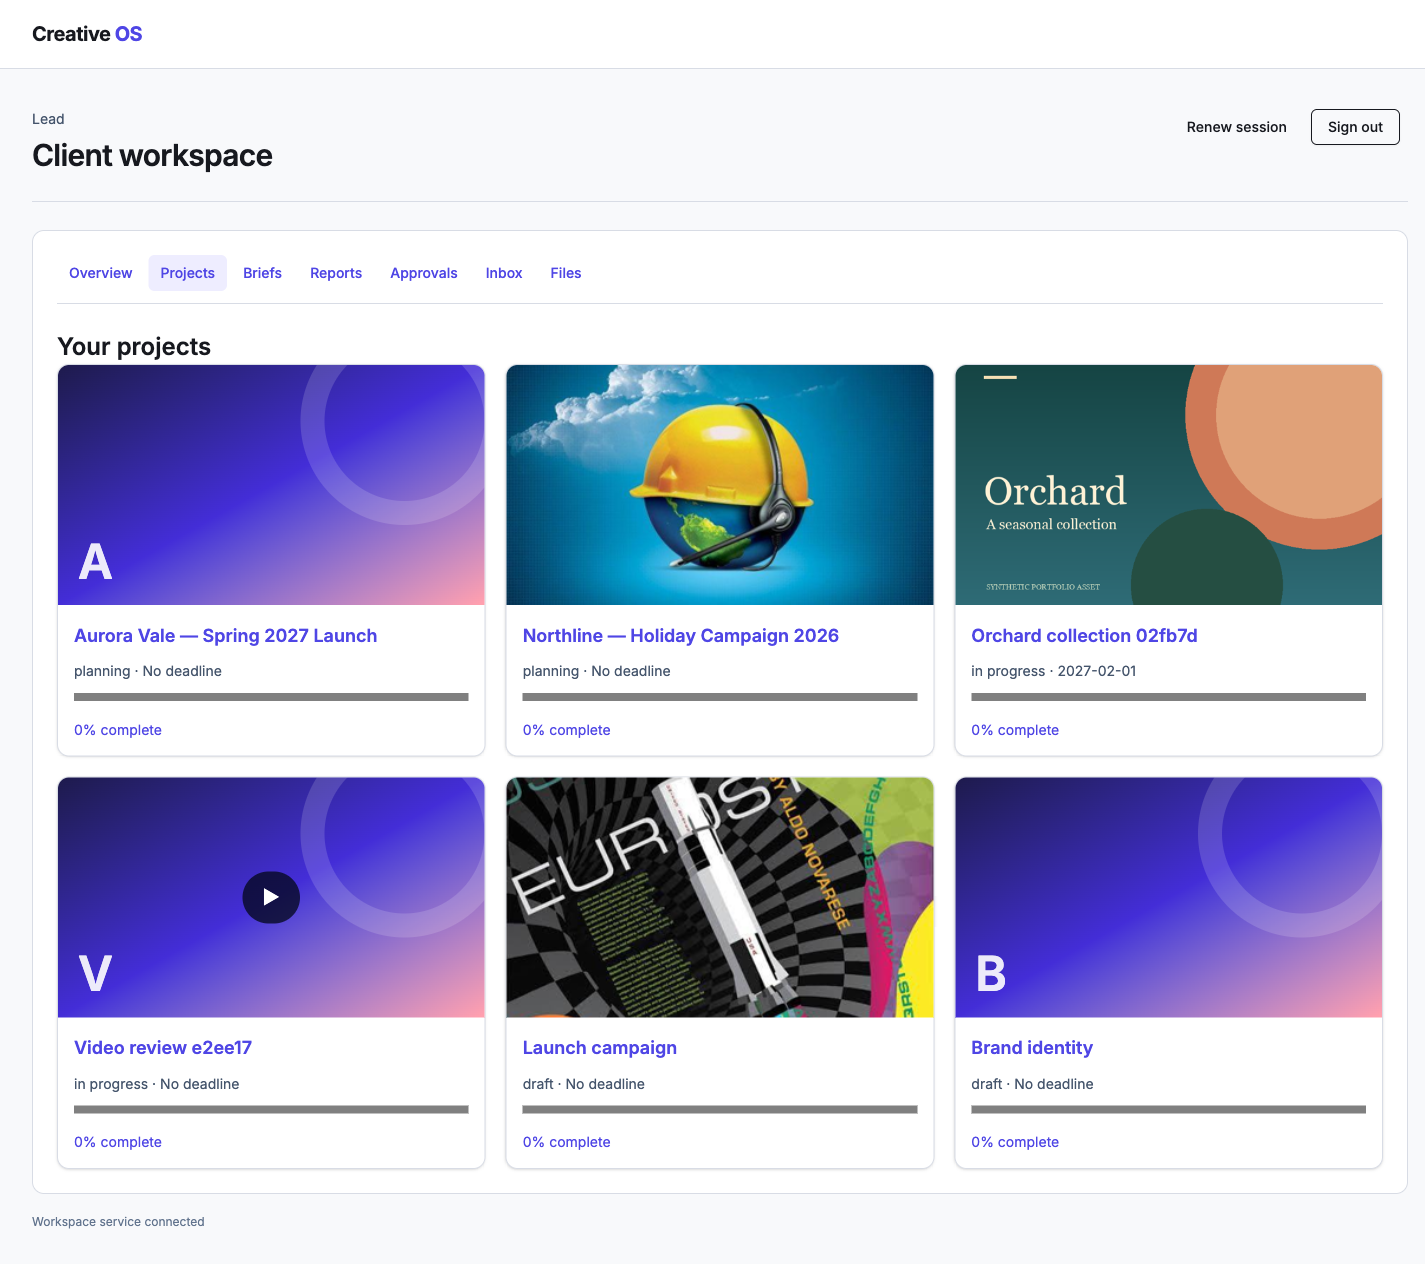 Creative OS
Lead
Client workspace
Renew session
Sign out
Overview
Projects
Briefs
Reports
Approvals
Inbox
Files
Your projects
A
Orchard
A seasonal collection
SYNTHETIC PORTFOLIO ASSET
Aurora Vale — Spring 2027 Launch
planning · No deadline
0% complete
Northline — Holiday Campaign 2026
planning · No deadline
0% complete
Orchard collection 02fb7d
in progress · 2027-02-01
0% complete
V
BY ALDO NOVARESE
B
Video review e2ee17
in progress · No deadline
0% complete
Launch campaign
draft · No deadline
0% complete
Brand identity
draft · No deadline
0% complete
Workspace service connected